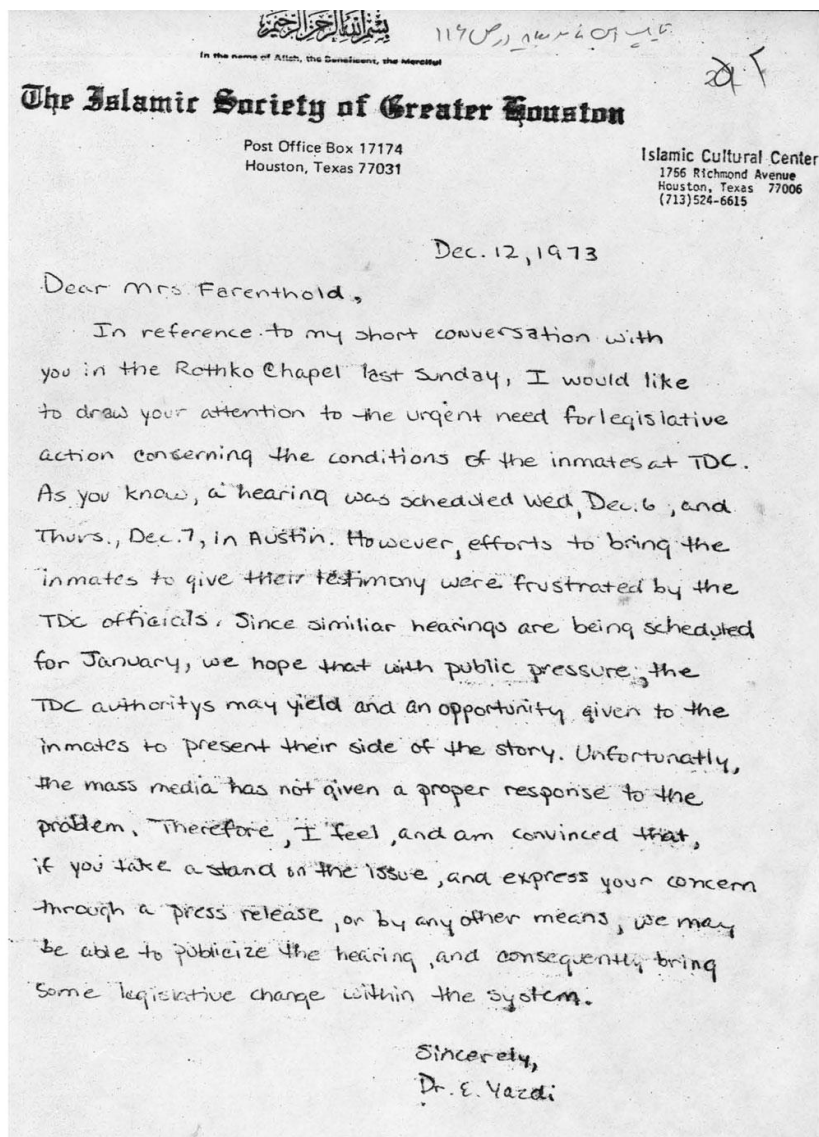 بسم الله الرحمن الرحيم
In the name of Allah, the Beneficent, the Merciful
The Islamic Society of Greater Houston
Post Office Box 17174
Houston, Texas 77031
Islamic Cultural Center
1756 Richmond Avenue
Houston, Texas 77006
(713)524-6615
Dec. 12, 1973
Dear Mrs Farenthold,
In reference to my short conversation with
you in the Rothko Chapel last Sunday, I would like
to draw your attention to the urgent need for legislative
action conserning the conditions of the inmates at TDC.
As you know, a hearing was scheduled Wed, Dec. 6, and
Thurs., Dec. 7, in Austin. However, efforts to bring the
inmates to give their testimony were frustrated by the
TDC officials. Since similiar hearings are being scheduled
for January, we hope that with public pressure, the
TDC authoritys may yield and an opportunity given to the
inmates to present their side of the story. Unfortunatly,
the mass media has not given a proper response to the
problem. Therefore, I feel, and am convinced that,
if you take a stand on the issue, and express your concern
through a press release, or by any other means, we may
be able to publicize the hearing, and consequently bring
some legislative change within the system.
Sincerely,
Dr. E. Yazdi